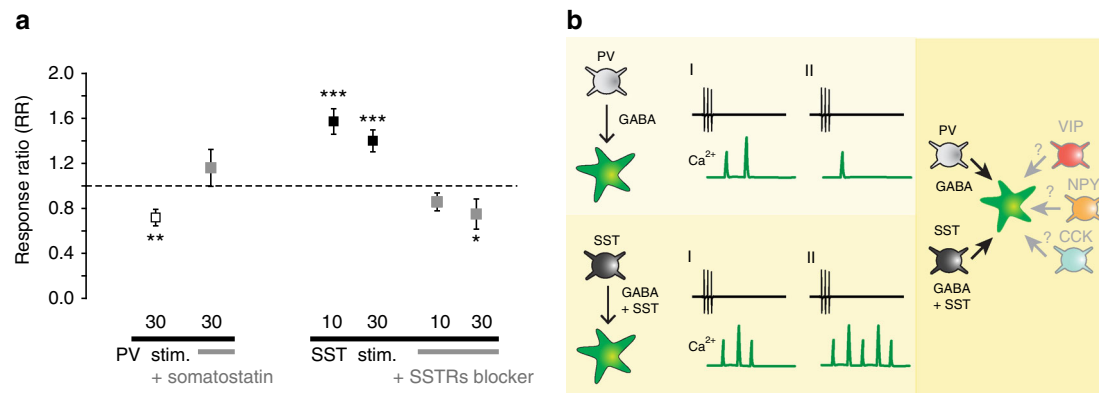 a
Response ratio (RR)
2.0
1.6
1.2
0.8
0.4
0.0
**
***
***
*
30 30 10 30 10 30
PV stim. SST stim.
+ somatostatin + SSTRs blocker
b
PV
GABA
I II
Ca2+
SST
GABA
+ SST
I II
Ca2+
PV
GABA
SST
GABA
+ SST
? VIP
? NPY
? CCK